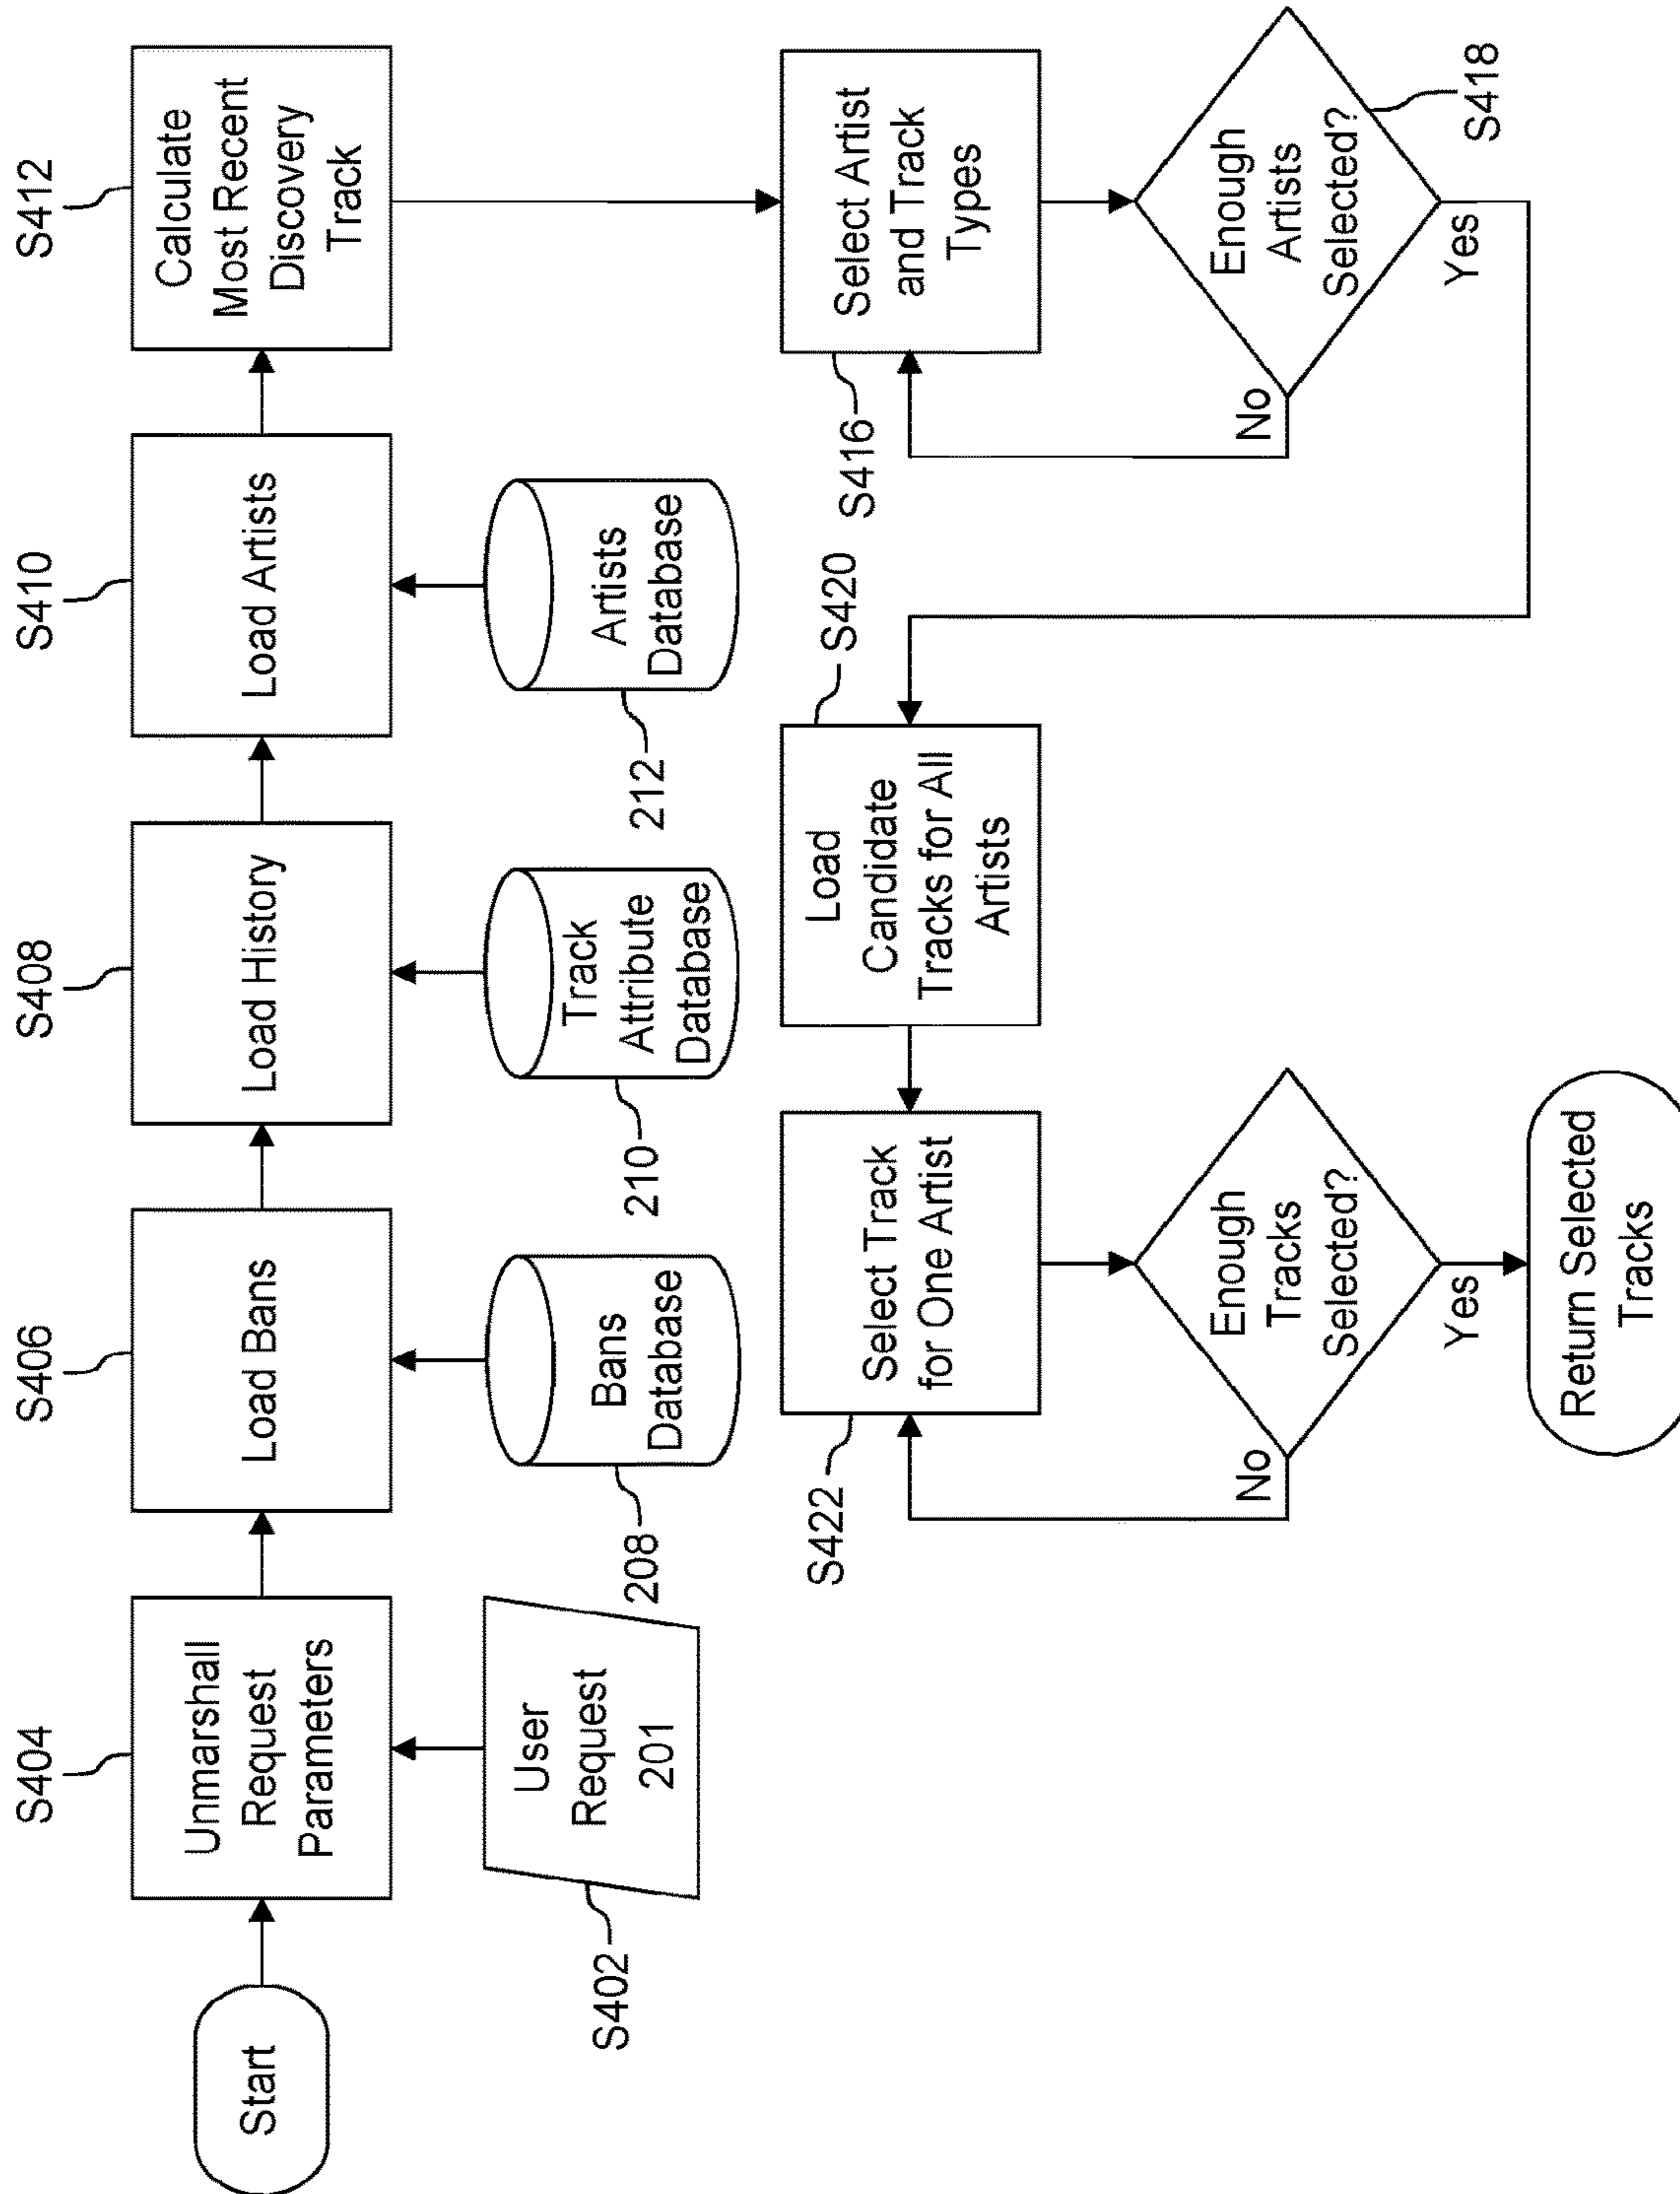 Start
S404
Unmarshall
Request
Parameters
S402
User
Request
201
S406
Load Bans
208
Bans
Database
S408
Load History
210
Track
Attribute
Database
S410
Load Artists
212
Artists
Database
S412
Calculate
Most Recent
Discovery
Track
S416
Select Artist
and Track
Types
Enough
Artists
Selected?
S418
No
Yes
S420
Load
Candidate
Tracks for All
Artists
S422
Select Track
for One Artist
Enough
Tracks
Selected?
No
Yes
Return Selected
Tracks